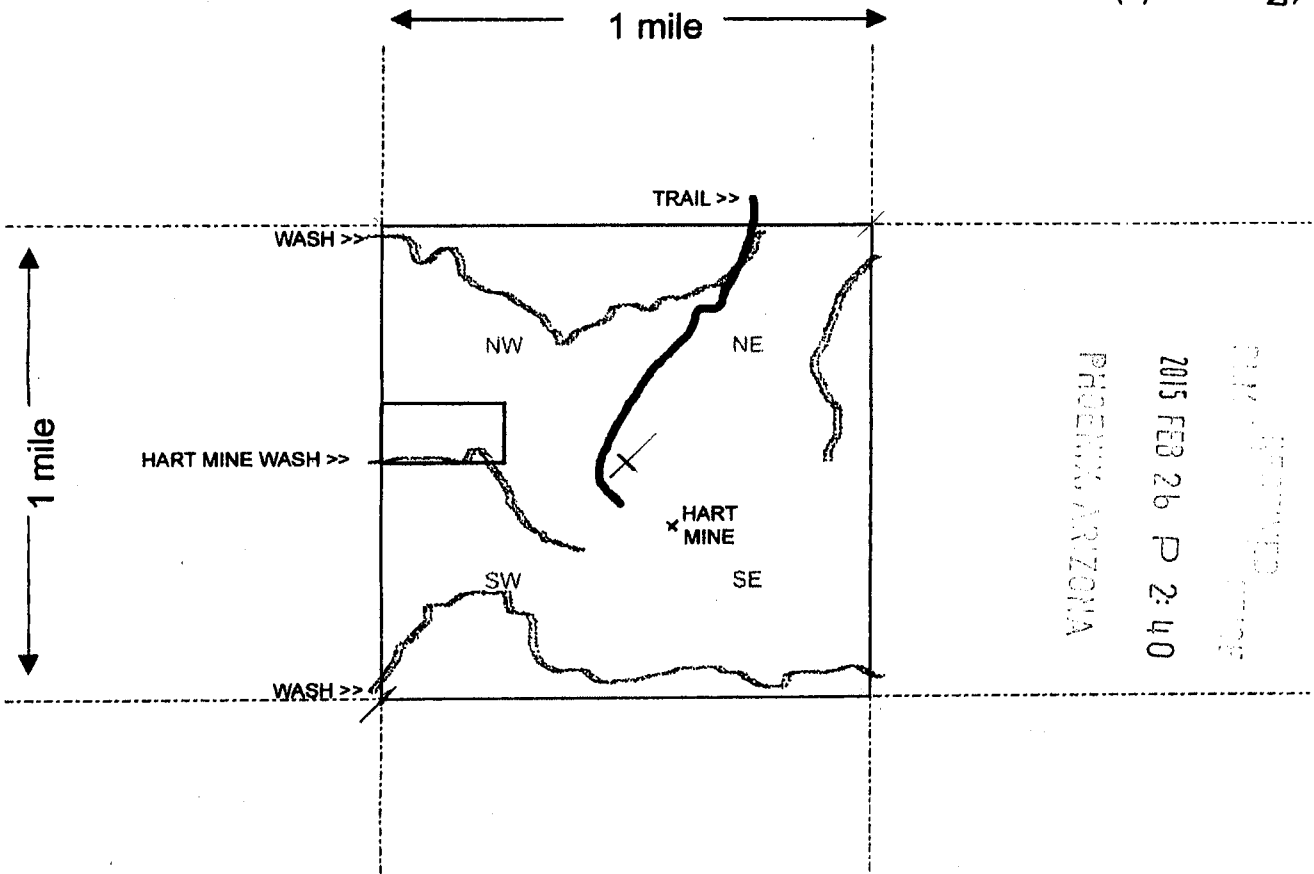 1 mile
TRAIL >>
WASH >>
NW
NE
1 mile
HART MINE WASH >>
HART
MINE
SW
SE
WASH >>
2015 FEB 26 P 2:40
PHOENIX, ARIZONA